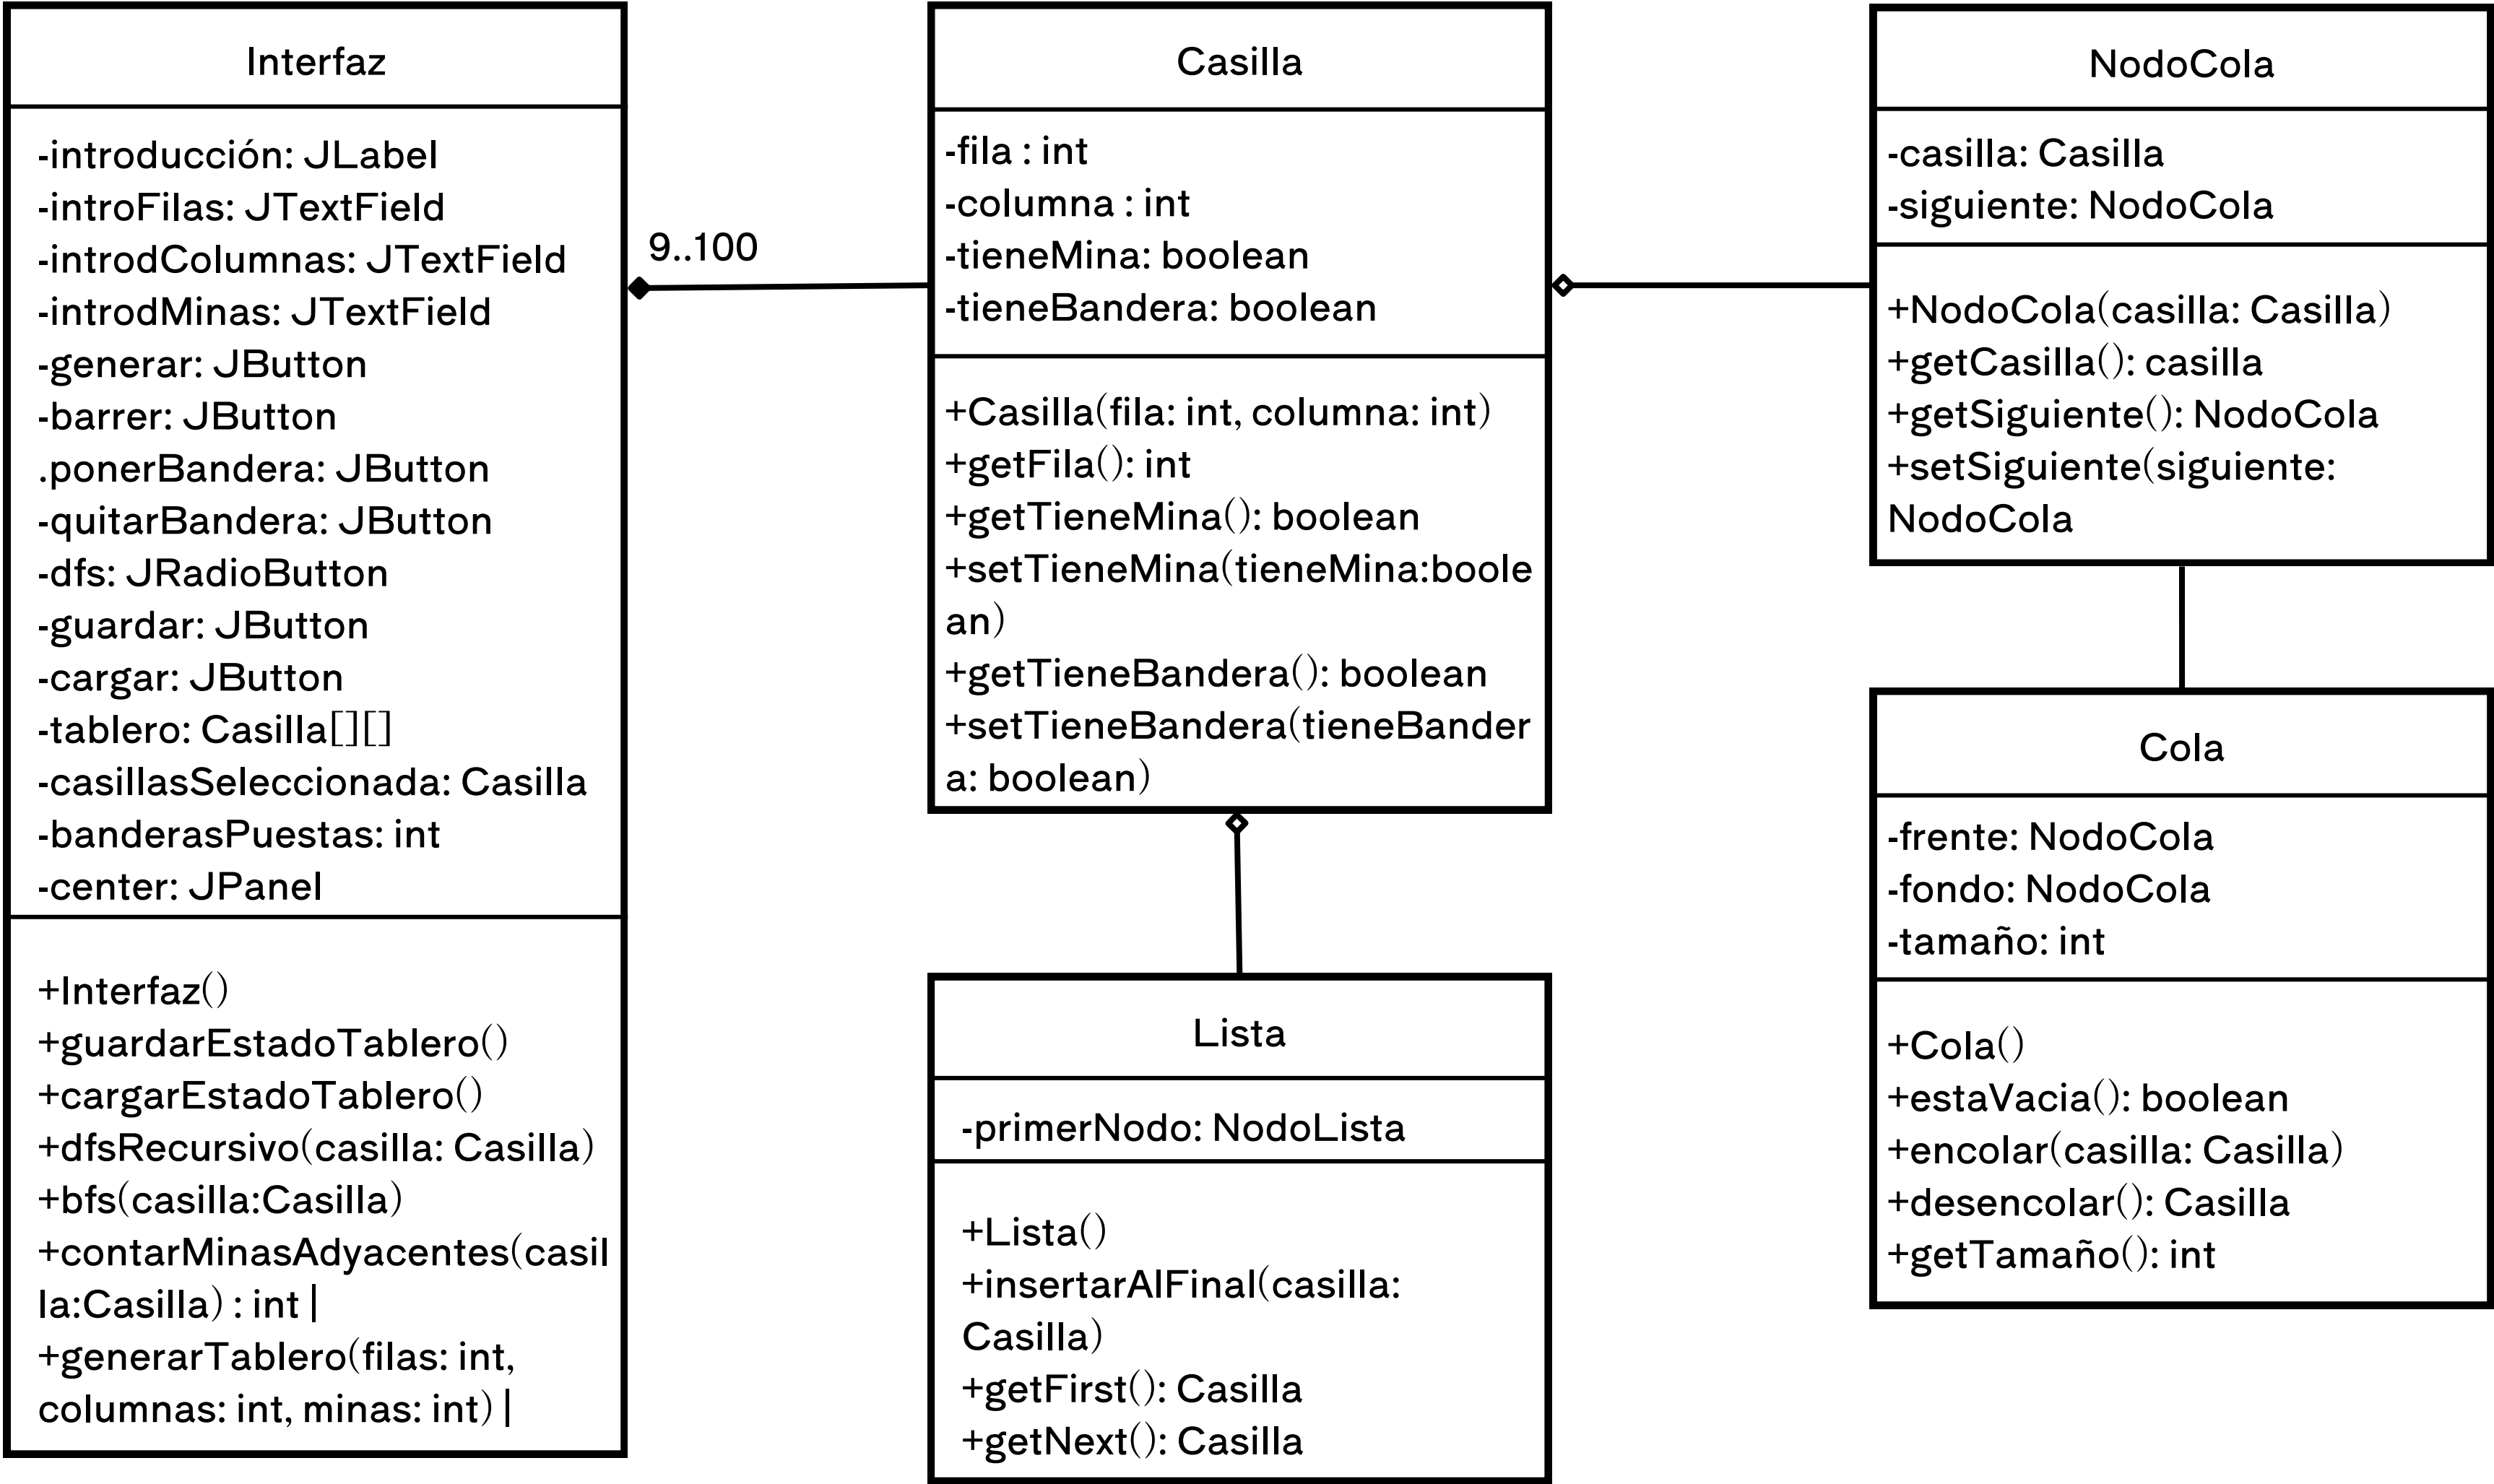 Interfaz
-introducción: JLabel
-introFilas: JTextField
-introdColumnas: JTextField
-introdMinas: JTextField
-generar: JButton
-barrer: JButton
.ponerBandera: JButton
-quitarBandera: JButton
-dfs: JRadioButton
-guardar: JButton
-cargar: JButton
-tablero: Casilla[][]
-casillasSeleccionada: Casilla
-banderasPuestas: int
-center: JPanel
+Interfaz()
+guardarEstadoTablero()
+cargarEstadoTablero()
+dfsRecursivo(casilla: Casilla)
+bfs(casilla:Casilla)
+contarMinasAdyacentes(casil
la:Casilla) : int |
+generarTablero(filas: int,
columnas: int, minas: int) |
9..100
Casilla
-fila : int
-columna : int
-tieneMina: boolean
-tieneBandera: boolean
+Casilla(fila: int, columna: int)
+getFila(): int
+getTieneMina(): boolean
+setTieneMina(tieneMina:boole
an)
+getTieneBandera(): boolean
+setTieneBandera(tieneBander
a: boolean)
Lista
-primerNodo: NodoLista
+Lista()
+insertarAlFinal(casilla:
Casilla)
+getFirst(): Casilla
+getNext(): Casilla
NodoCola
-casilla: Casilla
-siguiente: NodoCola
+NodoCola(casilla: Casilla)
+getCasilla(): casilla
+getSiguiente(): NodoCola
+setSiguiente(siguiente:
NodoCola
Cola
-frente: NodoCola
-fondo: NodoCola
-tamaño: int
+Cola()
+estaVacia(): boolean
+encolar(casilla: Casilla)
+desencolar(): Casilla
+getTamaño(): int